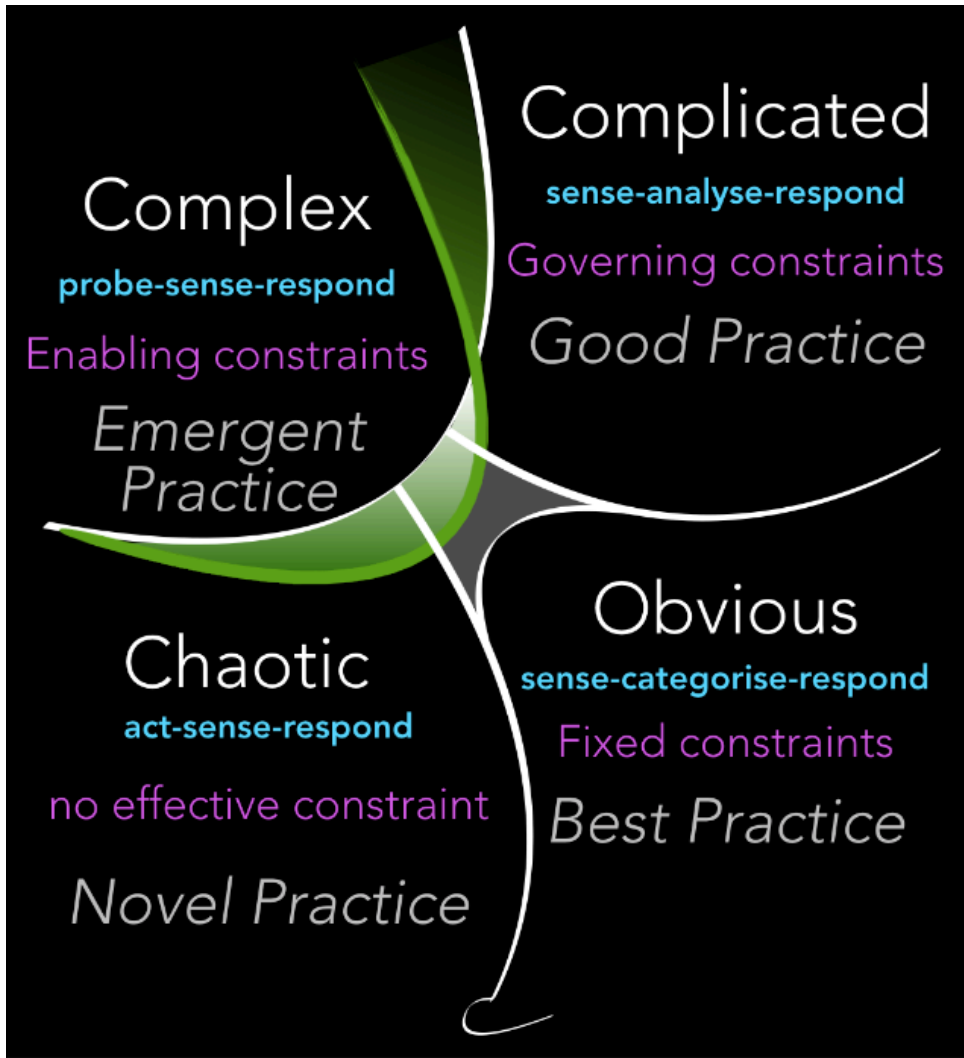 Complex
probe-sense-respond
Enabling constraints
Emergent
Practice
Complicated
sense-analyse-respond
Governing constraints
Good Practice
Chaotic
act-sense-respond
no effective constraint
Novel Practice
Obvious
sense-categorise-respond
Fixed constraints
Best Practice